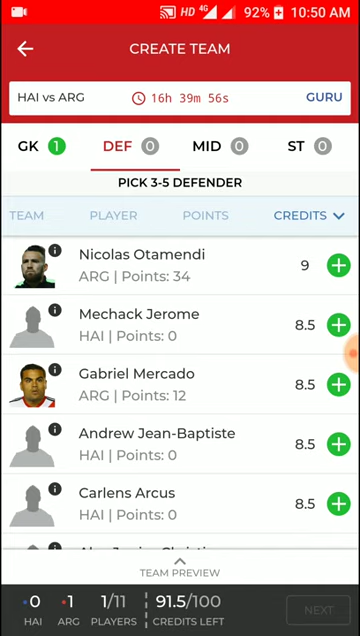 HD 4G 92% 10:50 AM
CREATE TEAM
HAI vs ARG 16h 39m 56s GURU
GK 1 DEF 0 MID 0 ST 0
PICK 3-5 DEFENDER
TEAM PLAYER POINTS CREDITS
Nicolas Otamendi
ARG | Points: 34
9
Mechack Jerome
HAI | Points: 0
8.5
Gabriel Mercado
ARG | Points: 12
8.5
Andrew Jean-Baptiste
HAI | Points: 0
8.5
Carlens Arcus
HAI | Points: 0
8.5
TEAM PREVIEW
0 1 1/11 91.5/100
HAI ARG PLAYERS CREDITS LEFT
NEXT